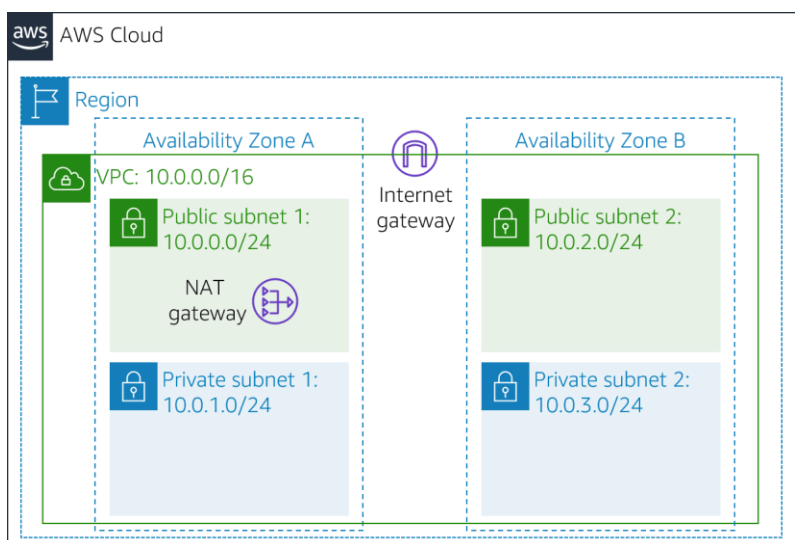 aws
AWS Cloud
Region
Availability Zone A
Availability Zone B
VPC: 10.0.0.0/16
Internet
gateway
Public subnet 1:
10.0.0.0/24
Public subnet 2:
10.0.2.0/24
NAT
gateway
Private subnet 1:
10.0.1.0/24
Private subnet 2:
10.0.3.0/24